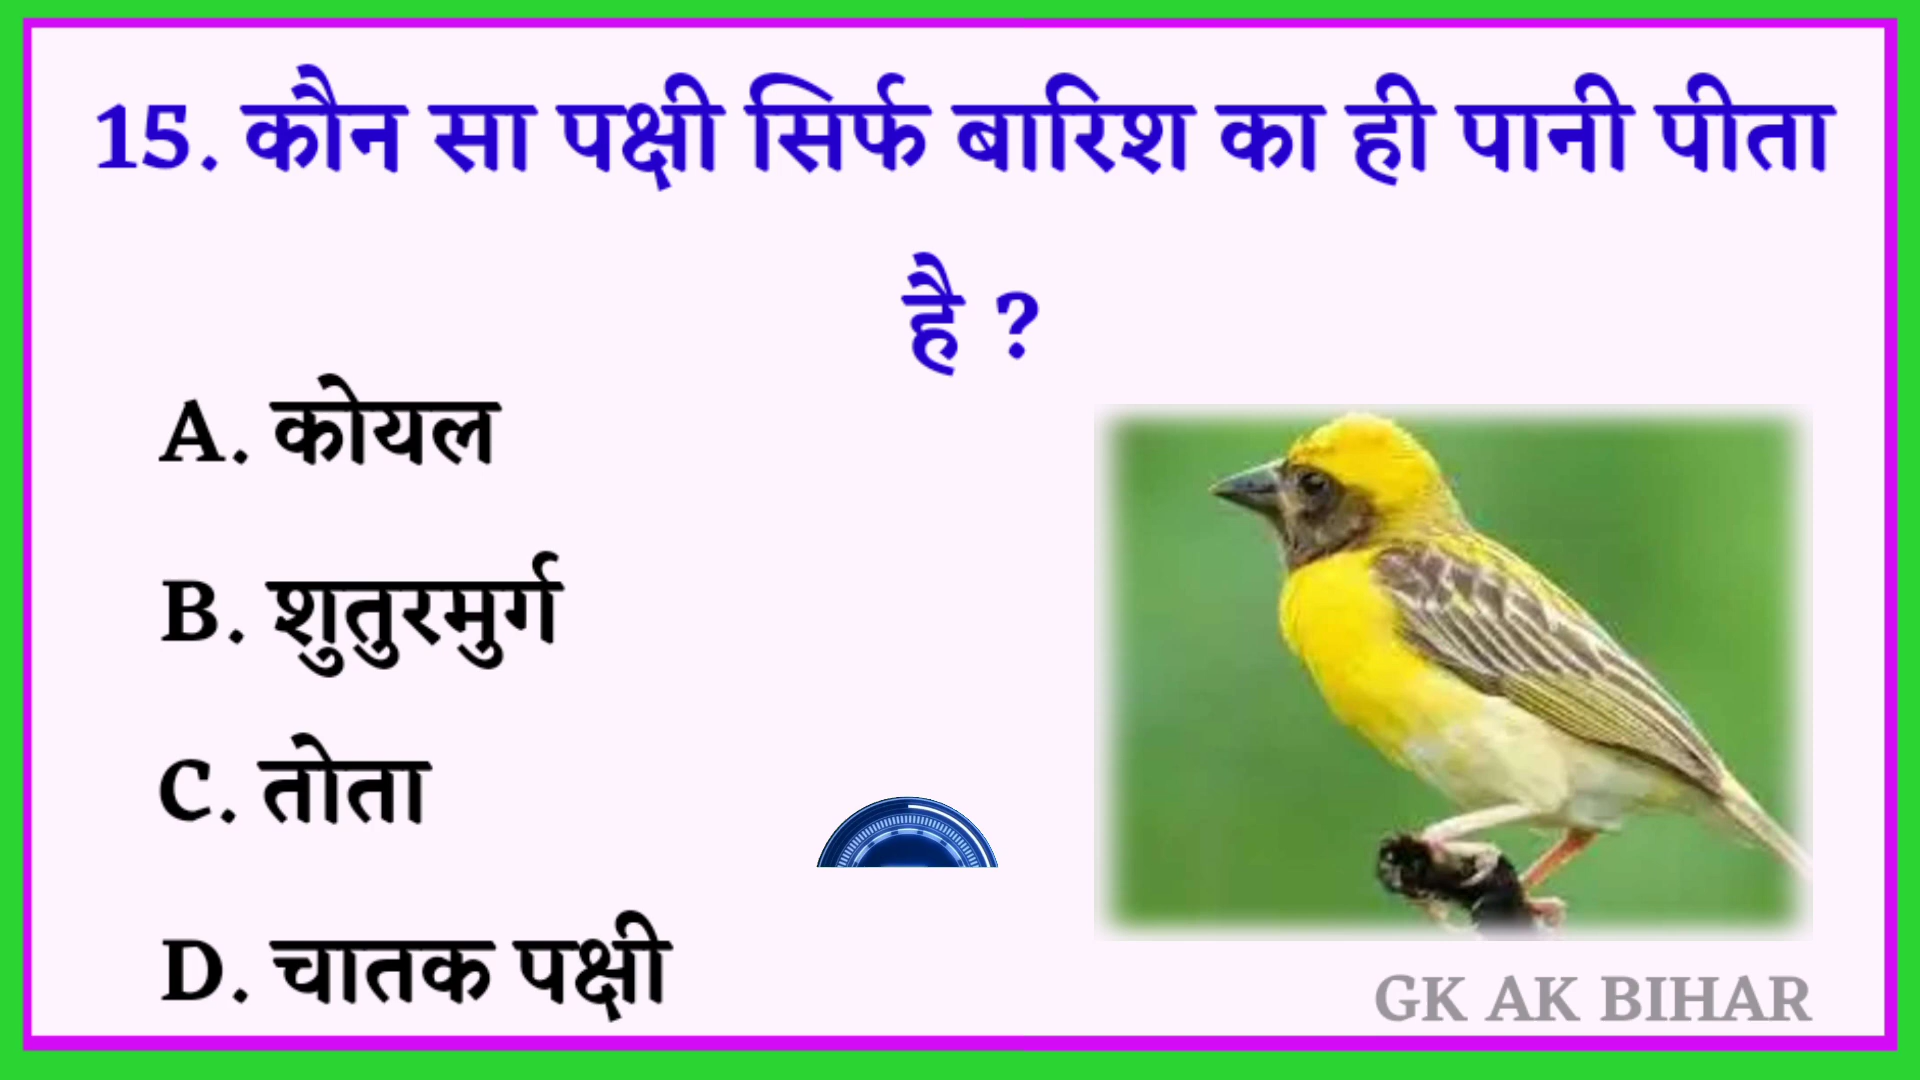 15. कौन सा पक्षी सिर्फ बारिश का ही पानी पीता
है ?
A. कोयल
B. शुतुरमुर्ग
C. तोता
D. चातक पक्षी
GK AK BIHAR